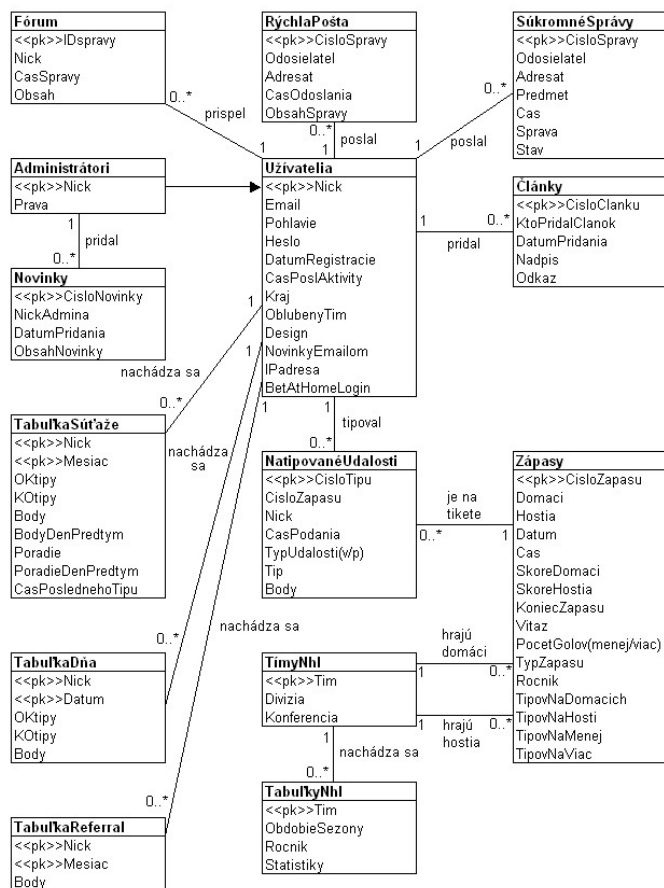 Fórum
<<pk>>IDspravy
Nick
CasSpravy
Obsah
RýchlaPošta
<<pk>>CisloSpravy
Odosielatel
Adresat
CasOdoslania
ObsahSpravy
SúkromnéSprávy
<<pk>>CisloSpravy
Odosielatel
Adresat
Predmet
Cas
Sprava
Stav
0..*
prispel
1
0..*
poslal
1
0..*
poslal
1
Administrátori
<<pk>>Nick
Prava
1
pridal
0..*
Novinky
<<pk>>CisloNovinky
NickAdmina
DatumPridania
ObsahNovinky
Užívatelia
<<pk>>Nick
Email
Pohlavie
Heslo
DatumRegistracie
CasPoslAktivity
Kraj
OblubenyTim
Design
NovinkyEmailom
IPadresa
BetAtHomeLogin
1
0..*
pridal
Články
<<pk>>CisloClanku
KtoPridalClanok
DatumPridania
Nadpis
Odkaz
1
nachádza sa
0..*
1
nachádza
sa
0..*
1
nachádza sa
0..*
1
tipoval
0..*
TabuľkaSúťaže
<<pk>>Nick
<<pk>>Mesiac
OKtipy
KOtipy
Body
BodyDenPredtym
Poradie
PoradieDenPredtym
CasPoslednehoTipu
NatipovanéUdalosti
<<pk>>CisloTipu
CisloZapasu
Nick
CasPodania
TypUdalosti(v/p)
Tip
Body
je na
tikete
0..*
1
Zápasy
<<pk>>CisloZapasu
Domaci
Hostia
Datum
Cas
SkoreDomaci
SkoreHostia
KoniecZapasu
Vitaz
PocetGolov(menej/viac)
TypZapasu
Rocnik
TipovNaDomacich
TipovNaHosti
TipovNaMenej
TipovNaViac
TabuľkaDňa
<<pk>>Nick
<<pk>>Datum
OKtipy
KOtipy
Body
TímyNhl
<<pk>>Tim
Divizia
Konferencia
hrajú
domáci
1
0..*
1
0..*
hrajú
hostia
1
nachádza sa
0..*
TabuľkyNhl
<<pk>>Tim
ObdobieSezony
Rocnik
Statistiky
TabuľkaReferral
<<pk>>Nick
<<pk>>Mesiac
Body